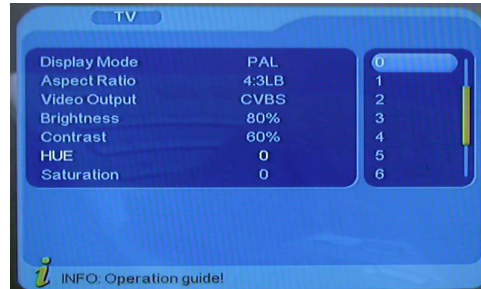 TV
Display Mode PAL 0
Aspect Ratio 4:3LB 1
Video Output CVBS 2
Brightness 80% 3
Contrast 60% 4
HUE 0 5
Saturation 0 6
i INFO: Operation guide!